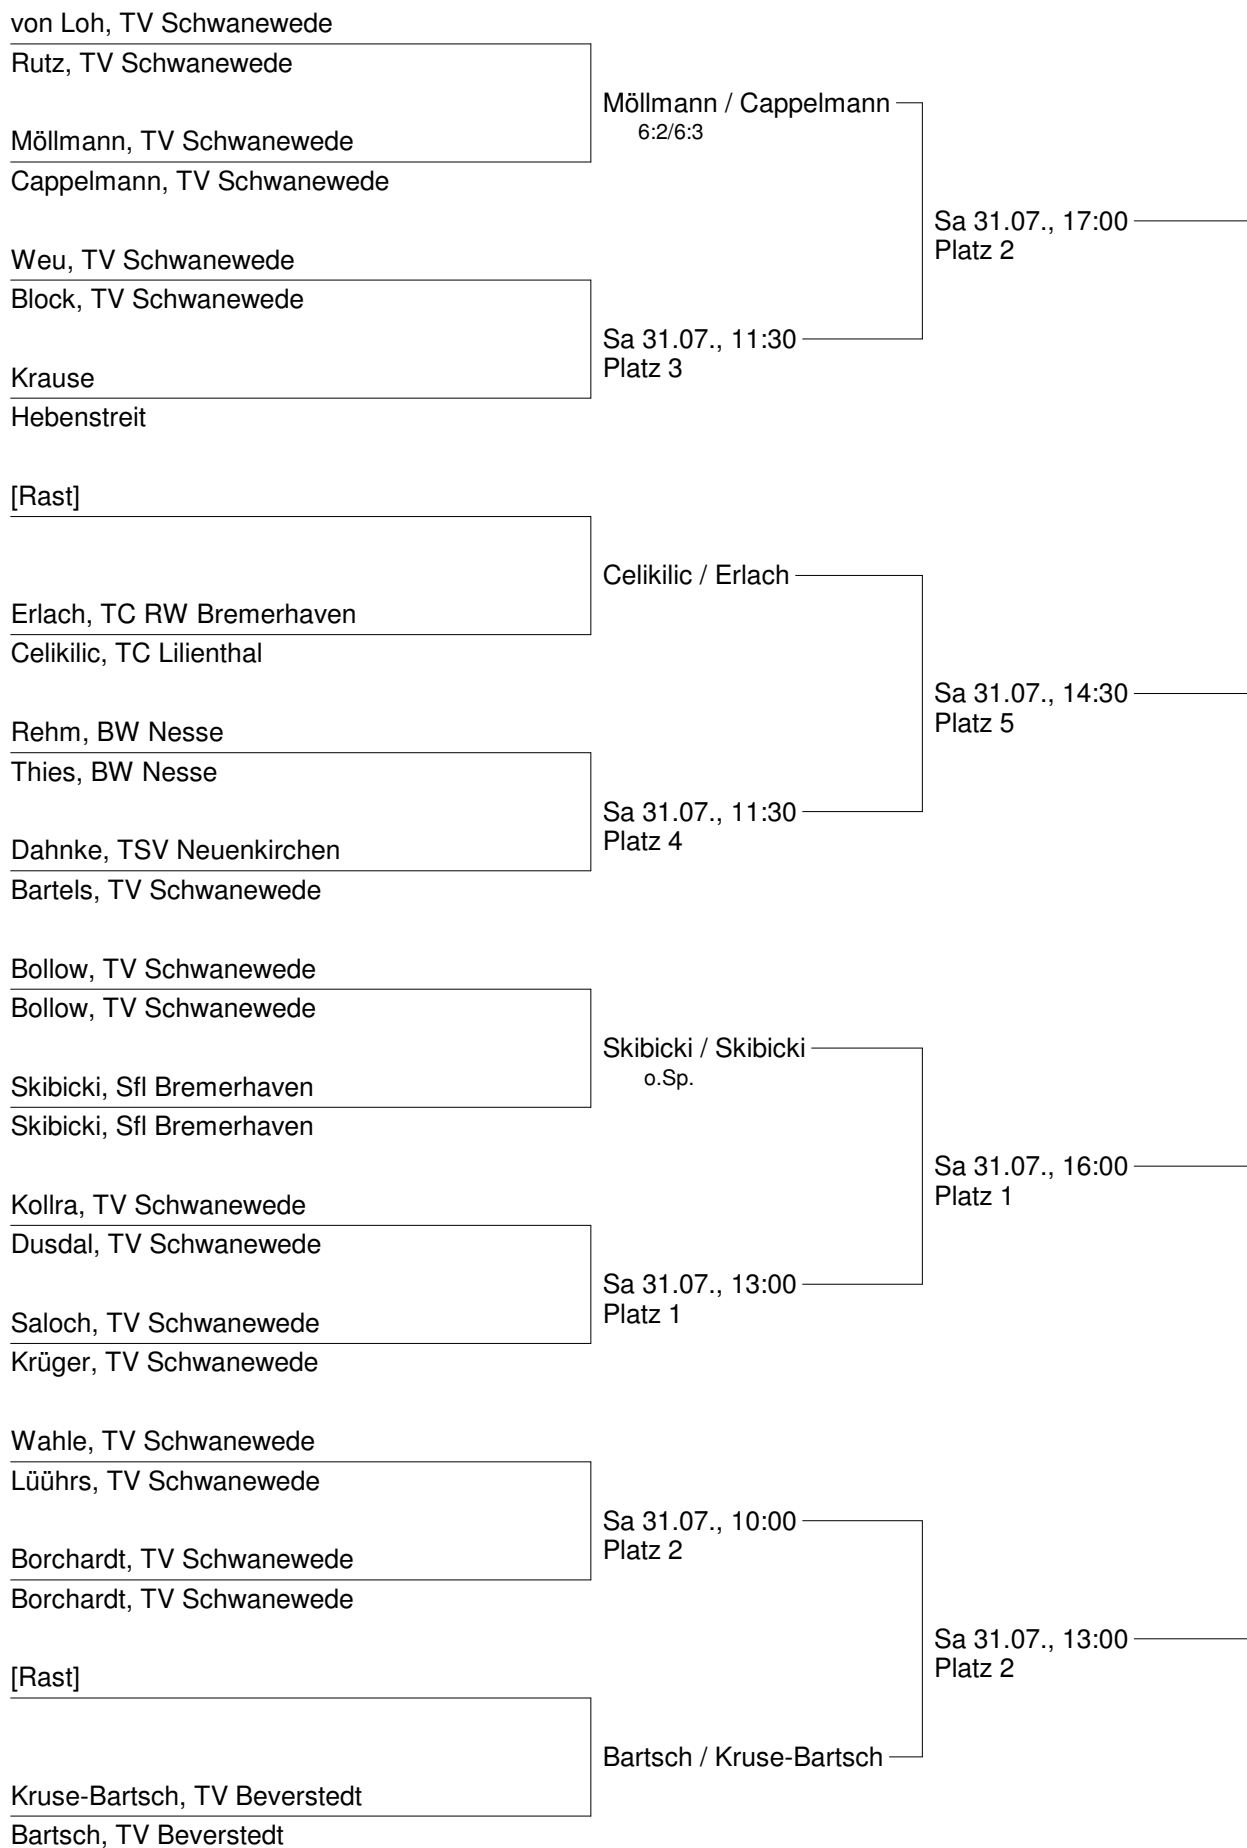 von Loh, TV Schwanewede
Rutz, TV Schwanewede
Möllmann / Cappelmann
6:2/6:3
Möllmann, TV Schwanewede
Cappelmann, TV Schwanewede
Sa 31.07., 17:00
Platz 2
Weu, TV Schwanewede
Block, TV Schwanewede
Sa 31.07., 11:30
Platz 3
Krause
Hebenstreit
[Rast]
Celikilic / Erlach
Erlach, TC RW Bremerhaven
Celikilic, TC Lilienthal
Sa 31.07., 14:30
Platz 5
Rehm, BW Nesse
Thies, BW Nesse
Sa 31.07., 11:30
Platz 4
Dahnke, TSV Neuenkirchen
Bartels, TV Schwanewede
Bollow, TV Schwanewede
Bollow, TV Schwanewede
Skibicki / Skibicki
o.Sp.
Skibicki, Sfl Bremerhaven
Skibicki, Sfl Bremerhaven
Sa 31.07., 16:00
Platz 1
Kollra, TV Schwanewede
Dusdal, TV Schwanewede
Sa 31.07., 13:00
Platz 1
Saloch, TV Schwanewede
Krüger, TV Schwanewede
Wahle, TV Schwanewede
Lüührs, TV Schwanewede
Sa 31.07., 10:00
Platz 2
Borchardt, TV Schwanewede
Borchardt, TV Schwanewede
Sa 31.07., 13:00
Platz 2
[Rast]
Bartsch / Kruse-Bartsch
Kruse-Bartsch, TV Beverstedt
Bartsch, TV Beverstedt